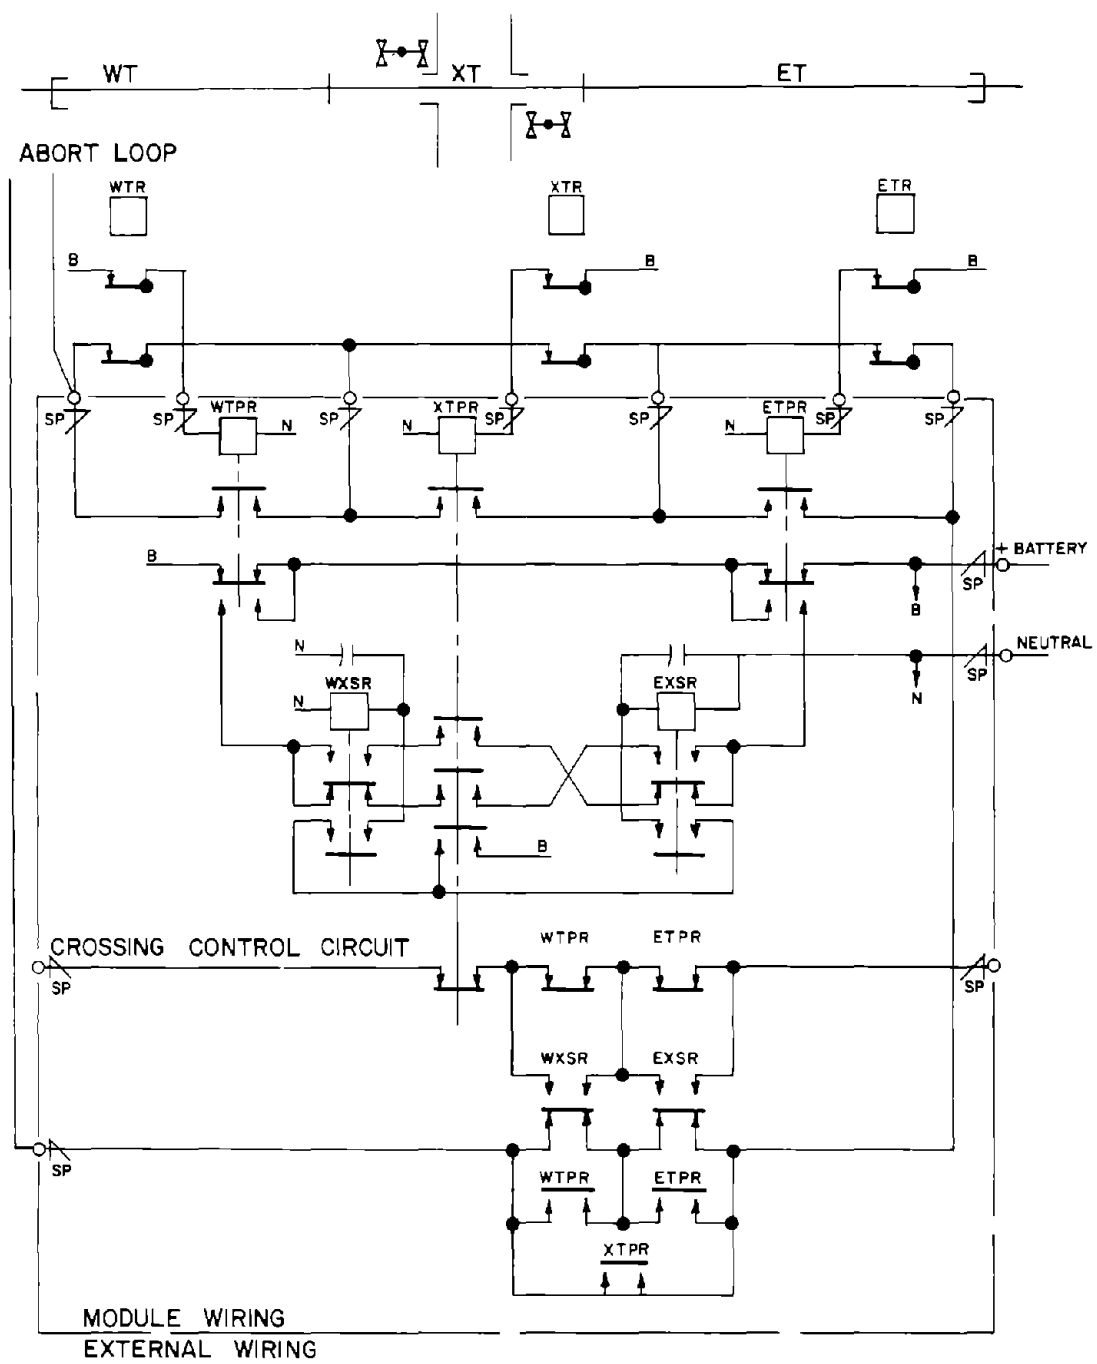 WT XT ET
ABORT LOOP
WTR XTR ETR
B B B
SP SP WTPR N SP N XTPR SP SP N ETPR SP SP
B + BATTERY
SP
B
N NEUTRAL
WXSR EXSR SP
N N
B
CROSSING CONTROL CIRCUIT WTPR ETPR
SP SP
WXSR EXSR
SP
WTPR ETPR
XTPR
MODULE WIRING
EXTERNAL WIRING